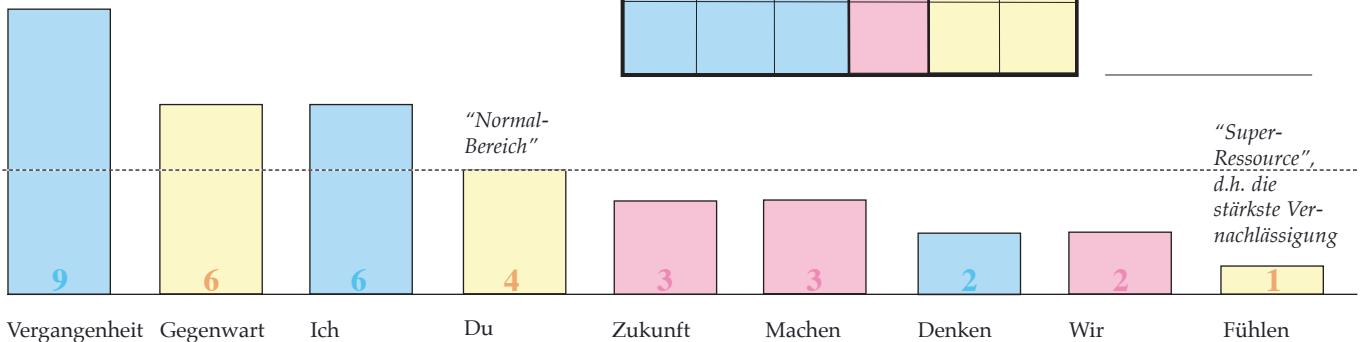 “Normal-
Bereich”
“Super-
Ressource”,
d.h. die
stärkste Ver-
nachlässigung
9 6 6 4 3 3 2 2 1
Vergangenheit Gegenwart Ich Du Zukunft Machen Denken Wir Fühlen